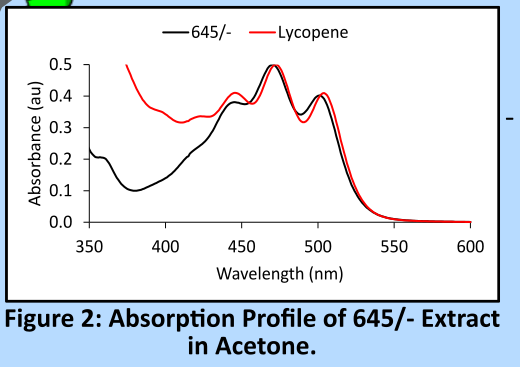 645/- Lycopene
0.5
0.4
0.3
0.2
0.1
0.0
Absorbance (au)
350 400 450 500 550 600
Wavelength (nm)
Figure 2: Absorption Profile of 645/- Extract
in Acetone.
-